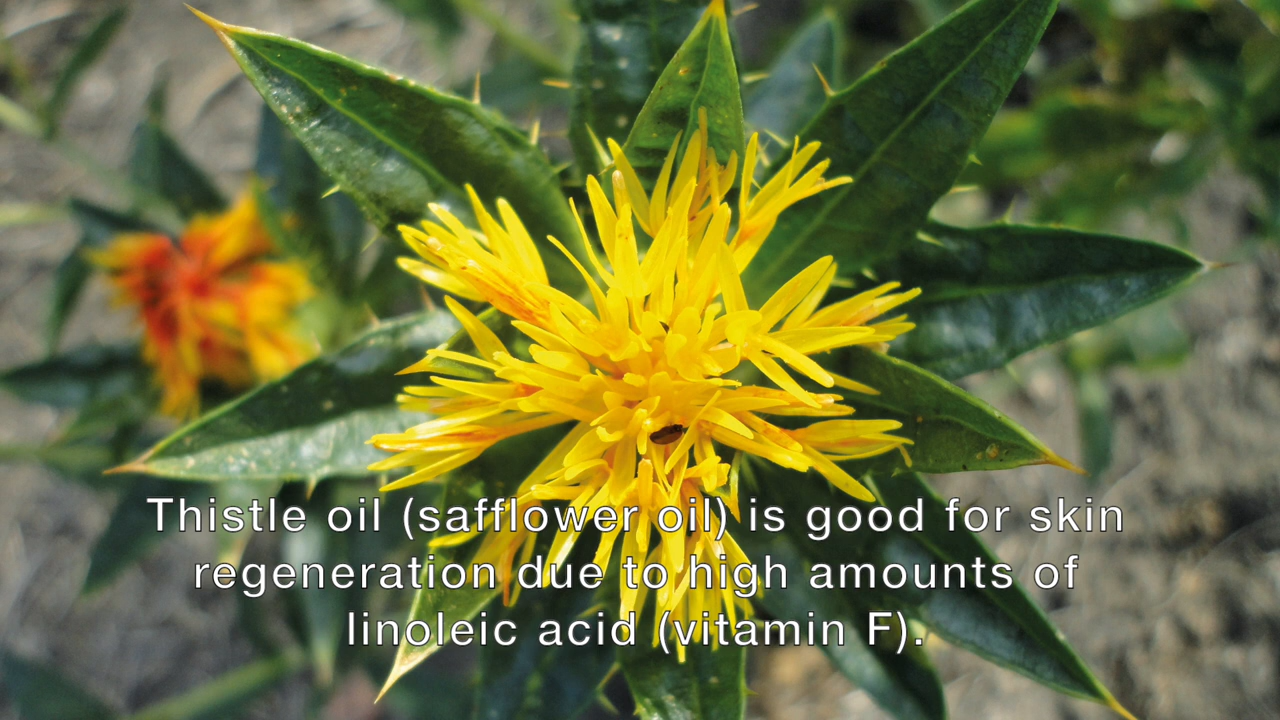 Thistle oil (safflower oil) is good for skin
regeneration due to high amounts of
linoleic acid (vitamin F).